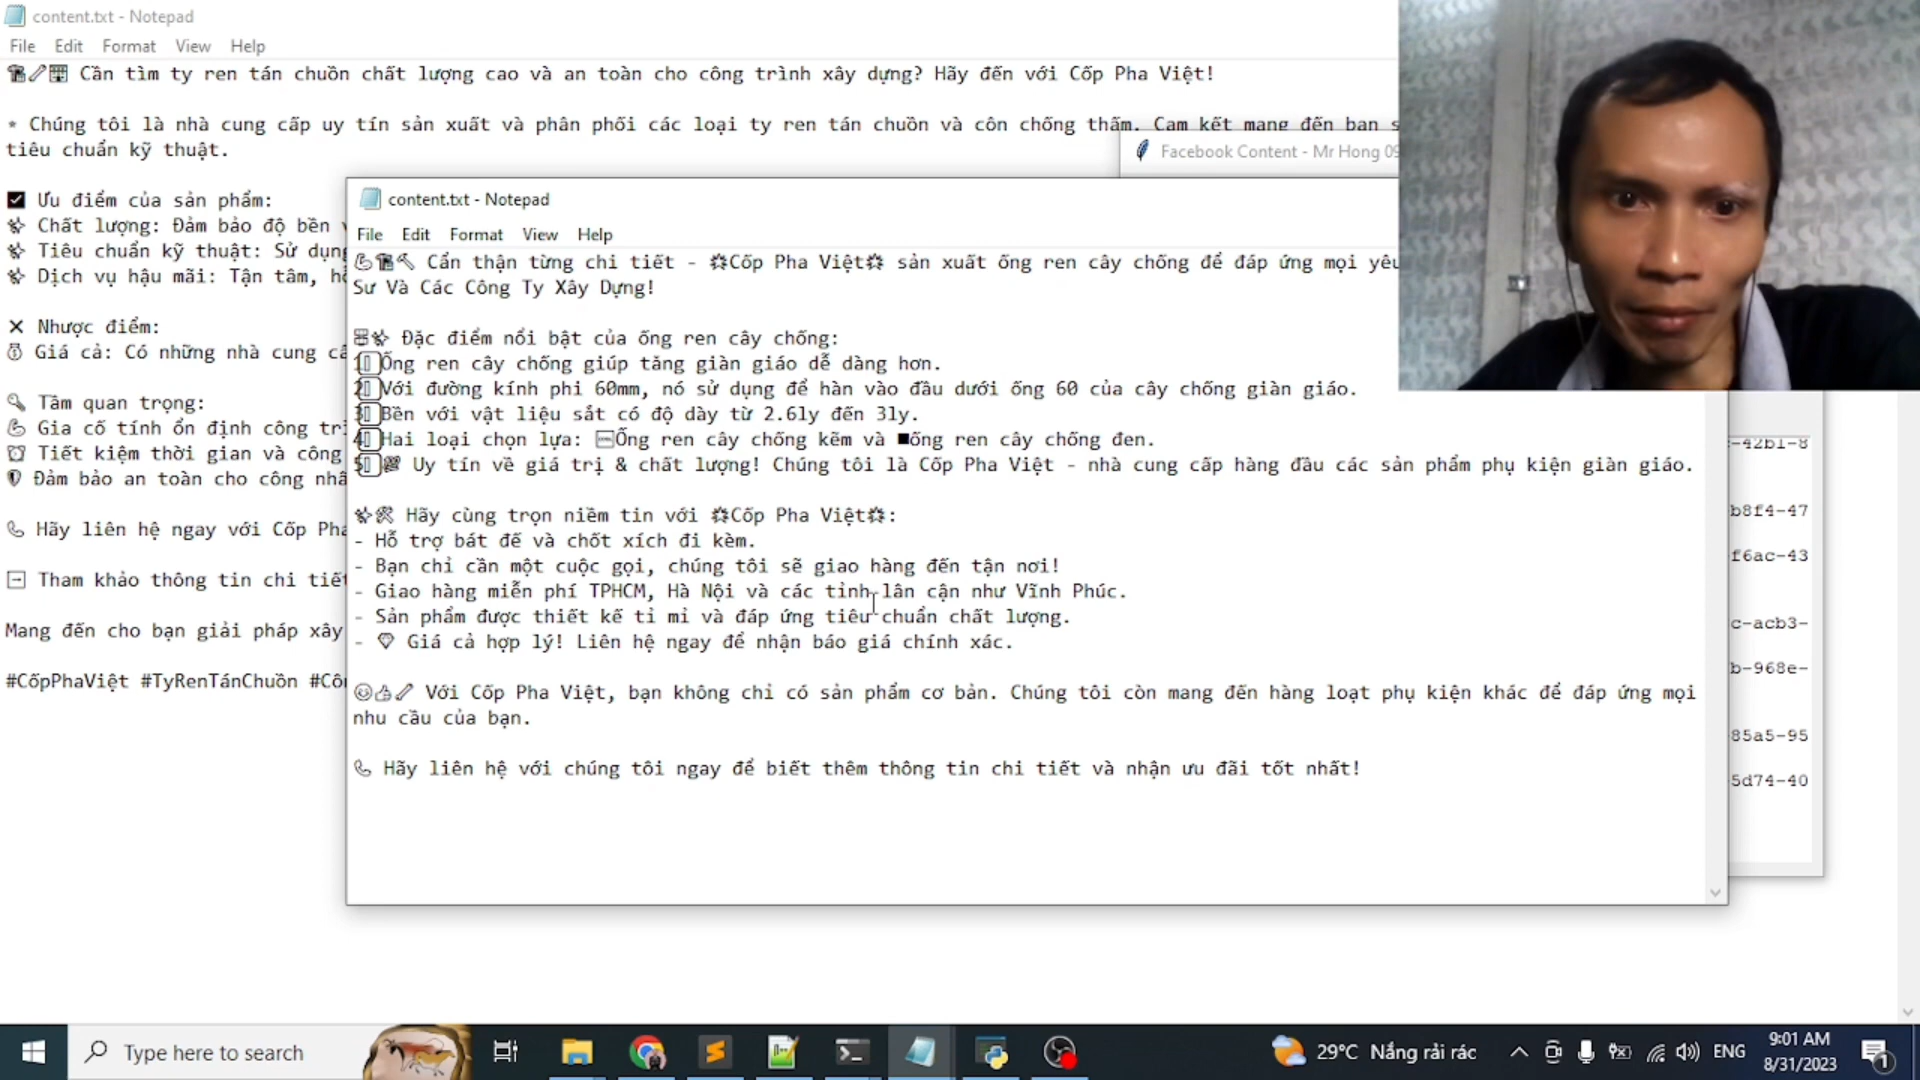 content.txt - Notepad
File Edit Format View Help
Cần tìm ty ren tán chuồn chất lượng cao và an toàn cho công trình xây dựng? Hãy đến với Cốp Pha Việt!
* Chúng tôi là nhà cung cấp uy tín sản xuất và phân phối các loại ty ren tán chuồn và côn chống thấm. Cam kết mang đến bạn s
tiêu chuẩn kỹ thuật.
Facebook Content - Mr Hong 09
Ưu điểm của sản phẩm:
Chất lượng: Đảm bảo độ bền
Tiêu chuẩn kỹ thuật: Sử dụng
Dịch vụ hậu mãi: Tận tâm, hỗ
Nhược điểm:
Giá cả: Có những nhà cung cấ
Tầm quan trọng:
Gia cố tính ổn định công trì
Tiết kiệm thời gian và công
Đảm bảo an toàn cho công nhâ
Hãy liên hệ ngay với Cốp Pha
Tham khảo thông tin chi tiết
Mang đến cho bạn giải pháp xây
#CốpPhaViệt #TyRenTánChuồn #Côn
content.txt - Notepad
File Edit Format View Help
Cẩn thận từng chi tiết - Cốp Pha Việt sản xuất ống ren cây chống để đáp ứng mọi yêu
Sư Và Các Công Ty Xây Dựng!
Đặc điểm nổi bật của ống ren cây chống:
1 Ống ren cây chống giúp tăng giàn giáo dễ dàng hơn.
2 Với đường kính phi 60mm, nó sử dụng để hàn vào đầu dưới ống 60 của cây chống giàn giáo.
3 Bền với vật liệu sắt có độ dày từ 2.6ly đến 3ly.
4 Hai loại chọn lựa: Ống ren cây chống kẽm và ống ren cây chống đen.
5 Uy tín về giá trị & chất lượng! Chúng tôi là Cốp Pha Việt - nhà cung cấp hàng đầu các sản phẩm phụ kiện giàn giáo.
Hãy cùng trọn niềm tin với Cốp Pha Việt:
- Hỗ trợ bát đế và chốt xích đi kèm.
- Bạn chỉ cần một cuộc gọi, chúng tôi sẽ giao hàng đến tận nơi!
- Giao hàng miễn phí TPHCM, Hà Nội và các tỉnh lân cận như Vĩnh Phúc.
- Sản phẩm được thiết kế tỉ mỉ và đáp ứng tiêu chuẩn chất lượng.
- Giá cả hợp lý! Liên hệ ngay để nhận báo giá chính xác.
Với Cốp Pha Việt, bạn không chỉ có sản phẩm cơ bản. Chúng tôi còn mang đến hàng loạt phụ kiện khác để đáp ứng mọi
nhu cầu của bạn.
Hãy liên hệ với chúng tôi ngay để biết thêm thông tin chi tiết và nhận ưu đãi tốt nhất!
-42b1-8
b8f4-47
f6ac-43
c-acb3-
b-968e-
85a5-95
5d74-40
Type here to search
29°C Nắng rải rác
ENG
9:01 AM
8/31/2023
1